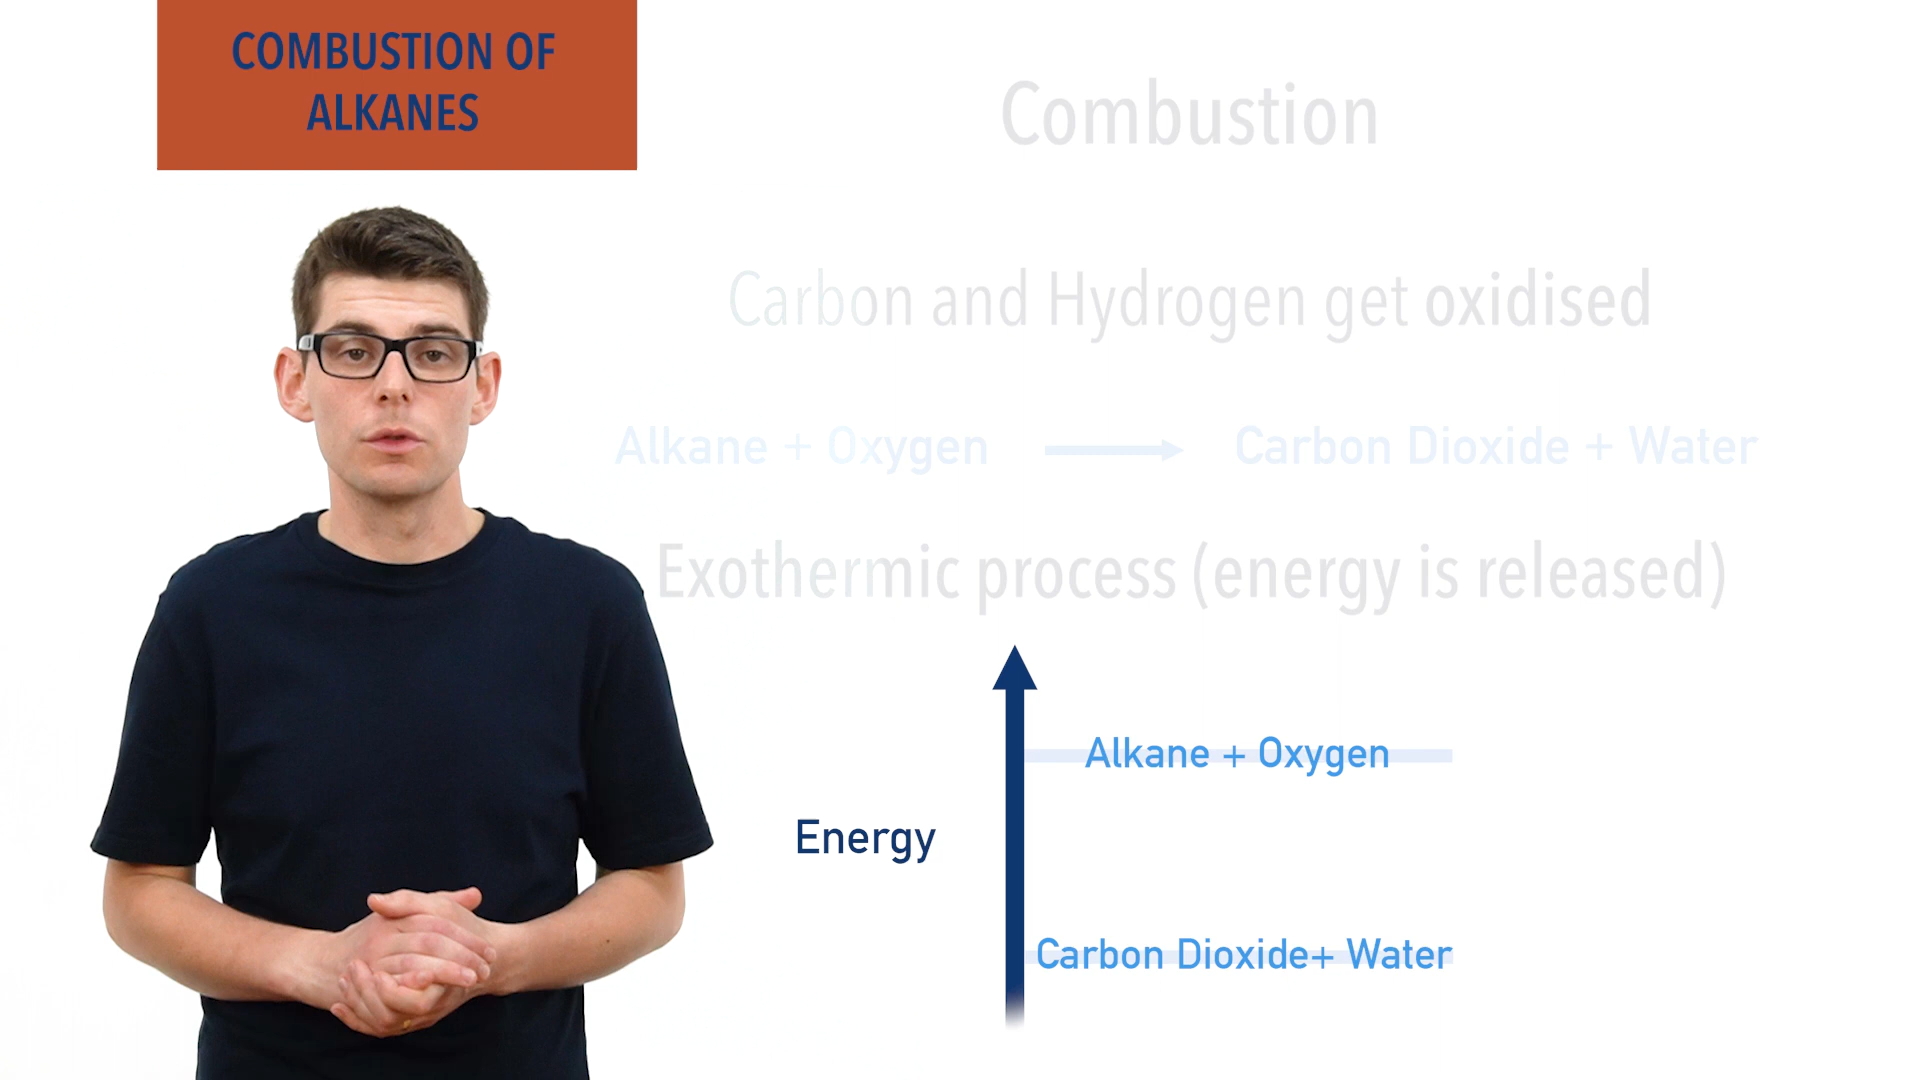 COMBUSTION OF
ALKANES
Combustion
Carbon and Hydrogen get oxidised
Alkane + Oxygen → Carbon Dioxide + Water
Exothermic process (energy is released)
Alkane + Oxygen
Energy
Carbon Dioxide+ Water